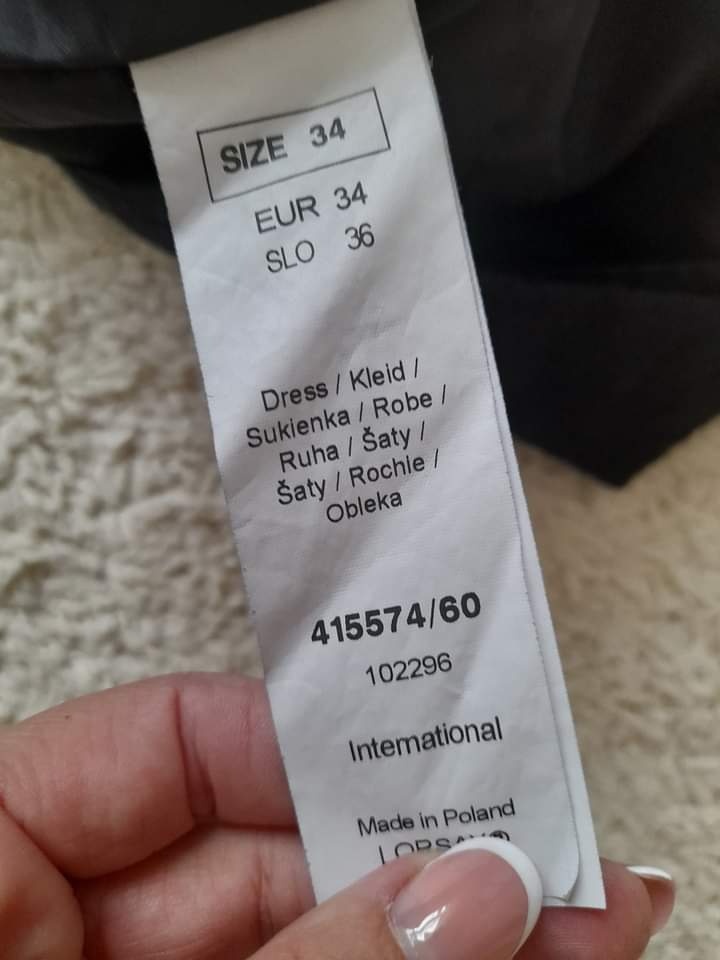 SIZE 34
EUR 34
SLO 36
Dress / Kleid /
Sukienka / Robe /
Ruha / Šaty /
Šaty / Rochie /
Obleka
415574/60
102296
International
Made in Poland